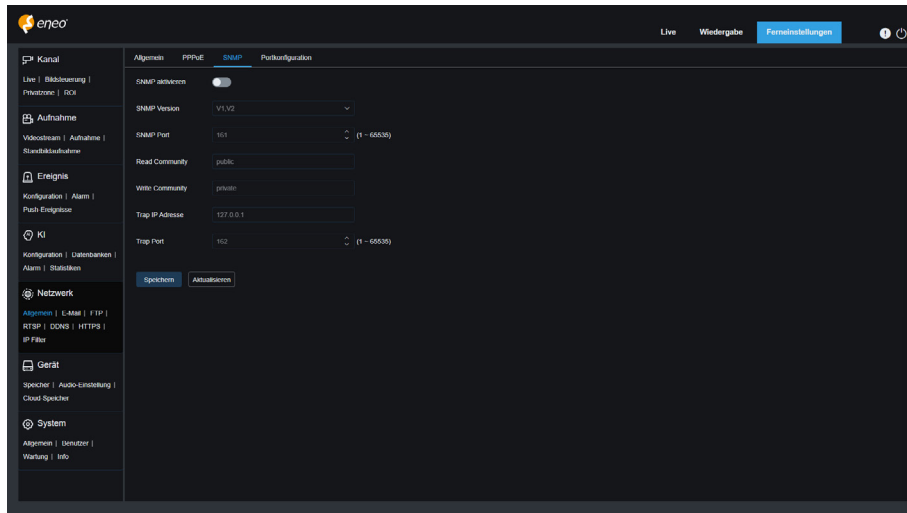 eneo
Live Wiedergabe Ferneinstellungen
Kanal
Live | Bildsteuerung |
Privatzone | ROI
Aufnahme
Videostream | Aufnahme |
Standbildaufnahme
Ereignis
Konfiguration | Alarm |
Push-Ereignisse
KI
Konfiguration | Datenbanken |
Alarm | Statistiken
Netzwerk
Allgemein | E-Mail | FTP |
RTSP | DDNS | HTTPS |
IP Filter
Gerät
Speicher | Audio-Einstellung |
Cloud-Speicher
System
Allgemein | Benutzer |
Wartung | Info
Allgemein PPPoE SNMP Portkonfiguration
SNMP aktivieren
SNMP Version V1,V2
SNMP Port 161 (1 ~ 65535)
Read Community public
Write Community private
Trap IP Adresse 127.0.0.1
Trap Port 162 (1 ~ 65535)
Speichern Aktualisieren